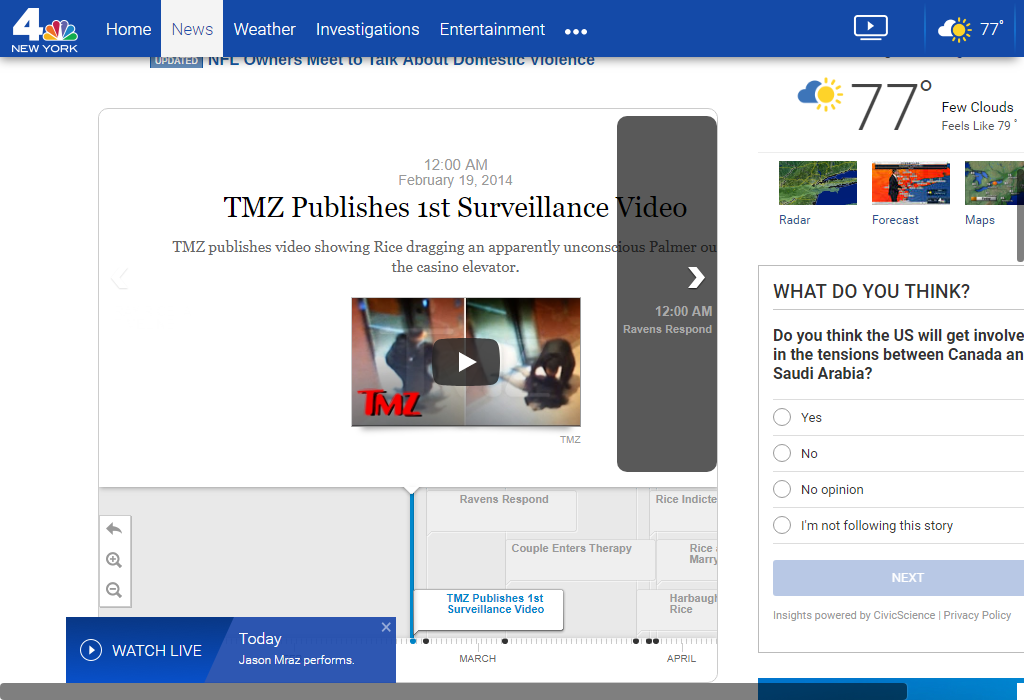 4
NEW YORK
Home
News
Weather
Investigations
Entertainment
77°
UPDATED
NFL Owners Meet to Talk About Domestic Violence
77°
Few Clouds
Feels Like 79 °
Radar
Forecast
Maps
12:00 AM
February 19, 2014
TMZ Publishes 1st Surveillance Video
TMZ publishes video showing Rice dragging an apparently unconscious Palmer ou
the casino elevator.
TMZ
TMZ
12:00 AM
Ravens Respond
WHAT DO YOU THINK?
Do you think the US will get involve
in the tensions between Canada an
Saudi Arabia?
Yes
No
No opinion
I'm not following this story
NEXT
Insights powered by CivicScience | Privacy Policy
Ravens Respond
Rice Indicte
Couple Enters Therapy
Rice
Marry
TMZ Publishes 1st
Surveillance Video
Harbaugh
Rice
MARCH
APRIL
WATCH LIVE
Today
Jason Mraz performs.